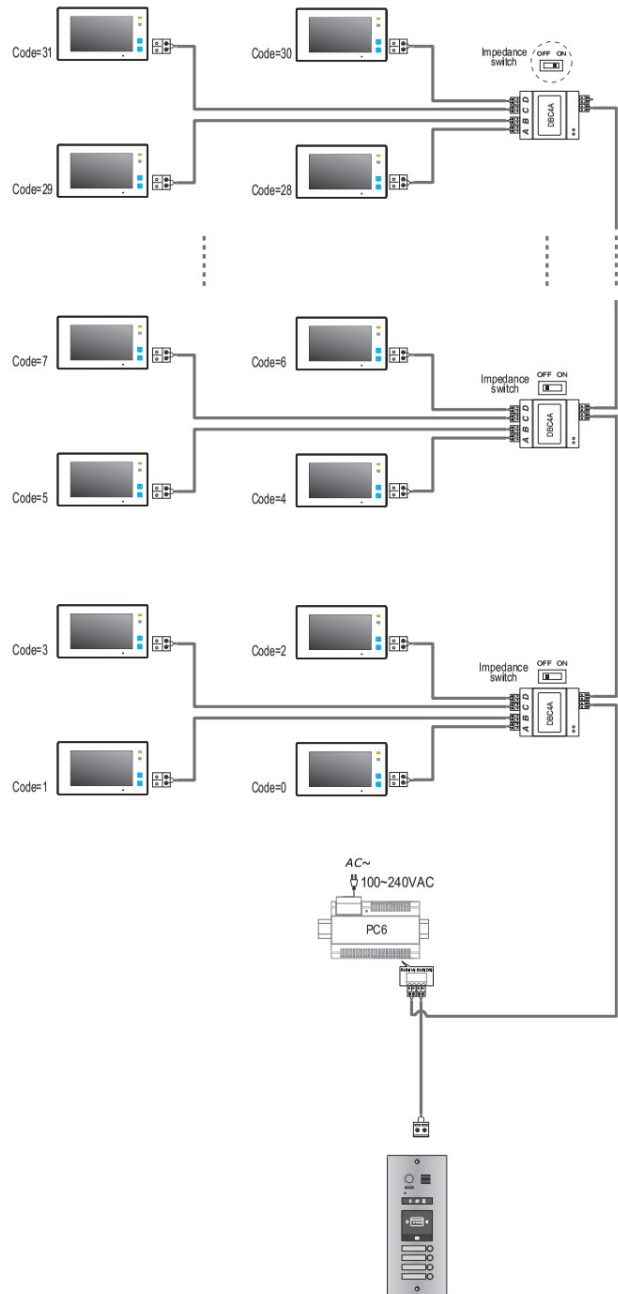 Code=31
Code=30
Impedance
switch
OFF ON
D
C
B
A
DBC4A
Code=29
Code=28
Code=7
Code=6
Impedance
switch
OFF ON
D
C
B
A
DBC4A
Code=5
Code=4
Code=3
Code=2
Impedance
switch
OFF ON
D
C
B
A
DBC4A
Code=1
Code=0
AC~
100~240VAC
PC6